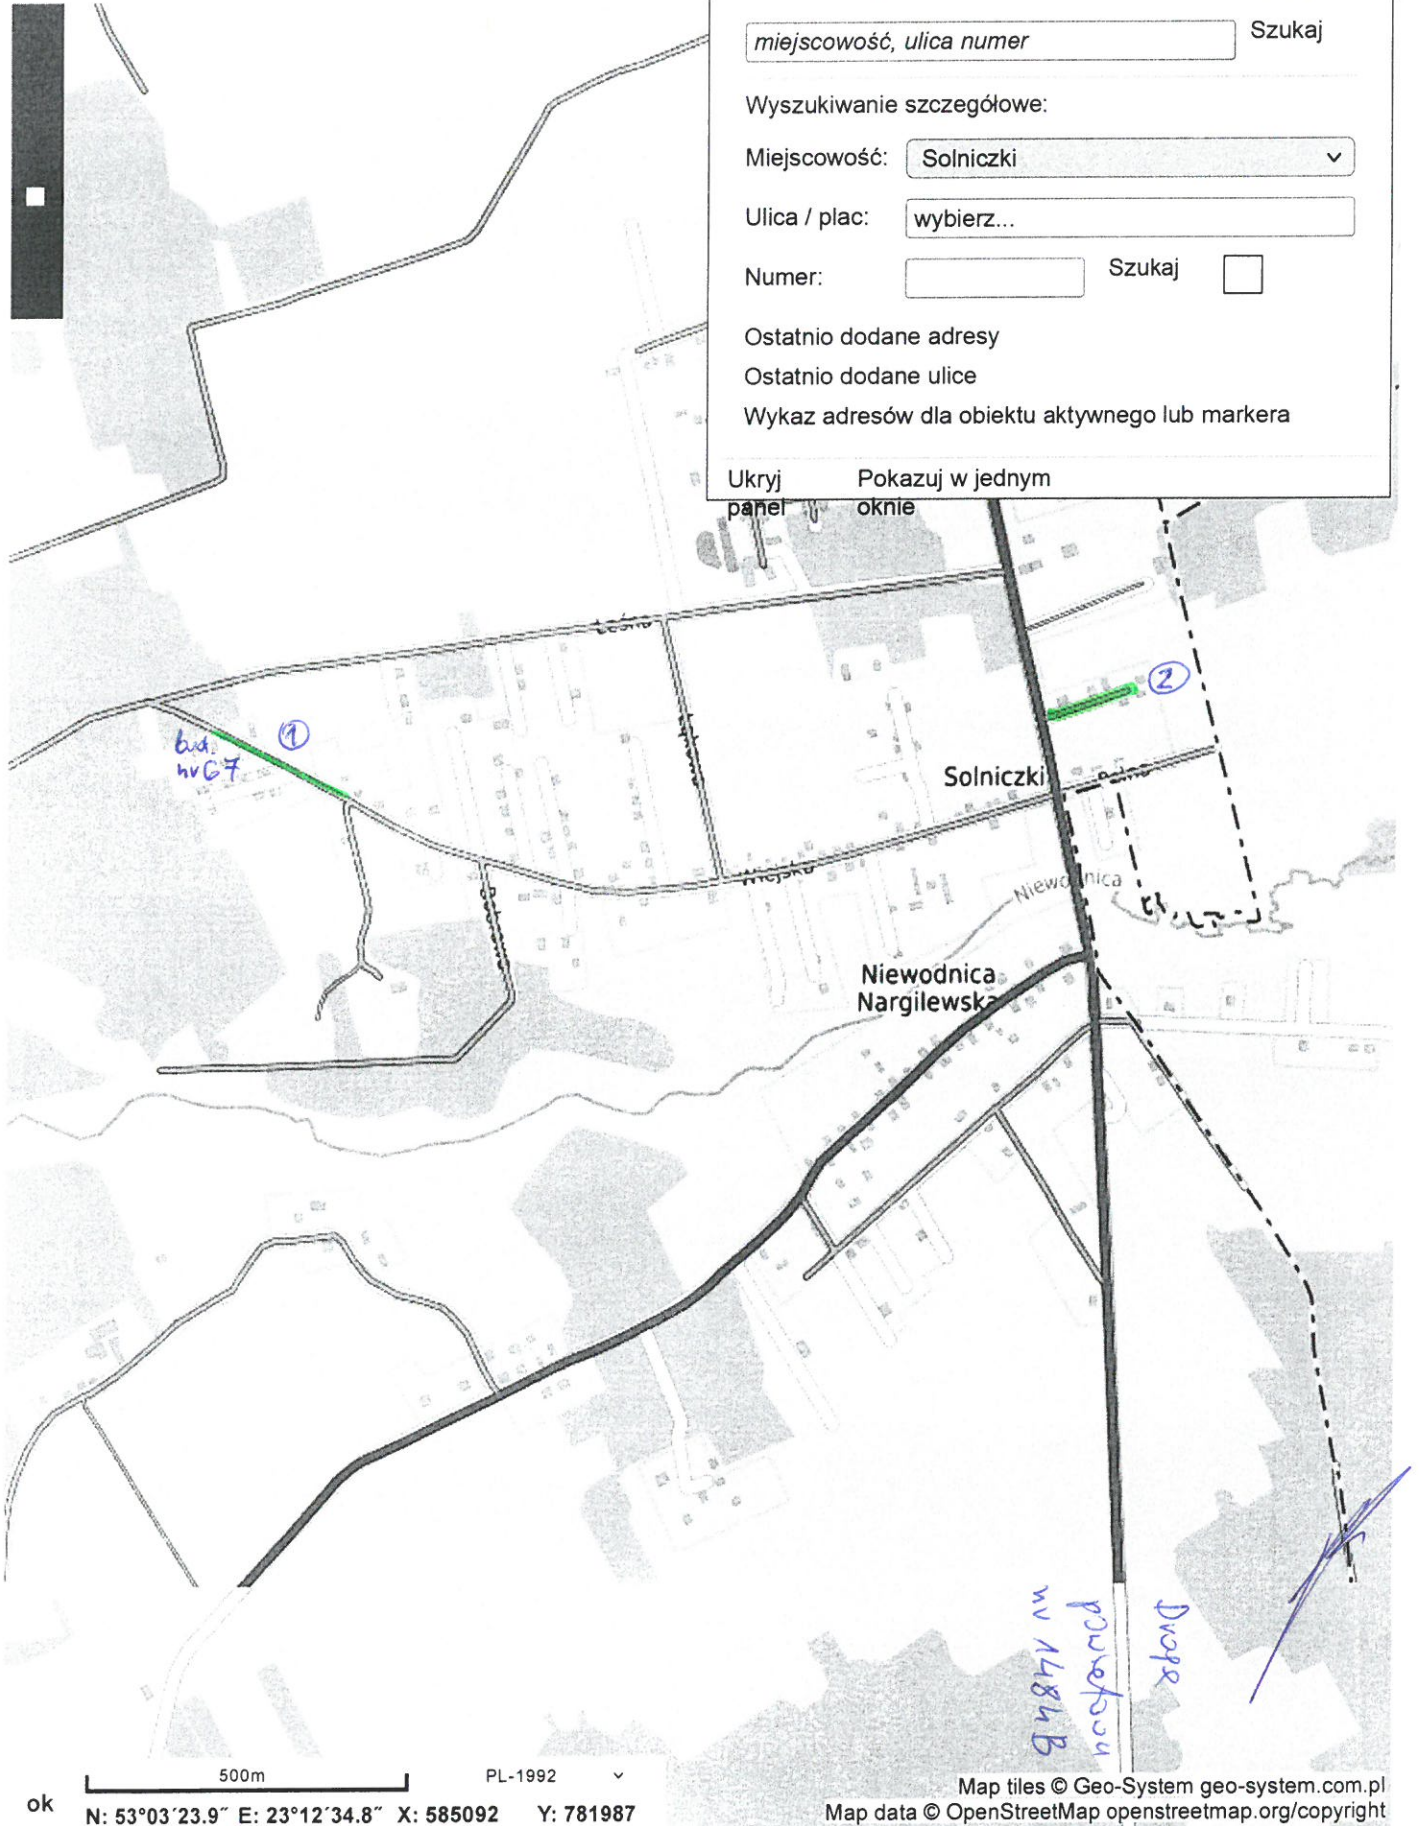 miejscowość, ulica numer
Szukaj
Wyszukiwanie szczegółowe:
Miejscowość:
Solniczki
Ulica / plac:
wybierz...
Numer:
Szukaj
Ostatnio dodane adresy
Ostatnio dodane ulice
Wykaz adresów dla obiektu aktywnego lub markera
Ukryj panel
Pokazuj w jednym oknie
Leśna
2
1
bud.
nr 67
Solniczki
Polna
Wiejska
Niewodnica
Niewodnica
Nargilewska
Droga
powiatowa
nr 1484B
500m
PL-1992
ok
N: 53°03´23.9˝ E: 23°12´34.8˝ X: 585092 Y: 781987
Map tiles © Geo-System geo-system.com.pl
Map data © OpenStreetMap openstreetmap.org/copyright